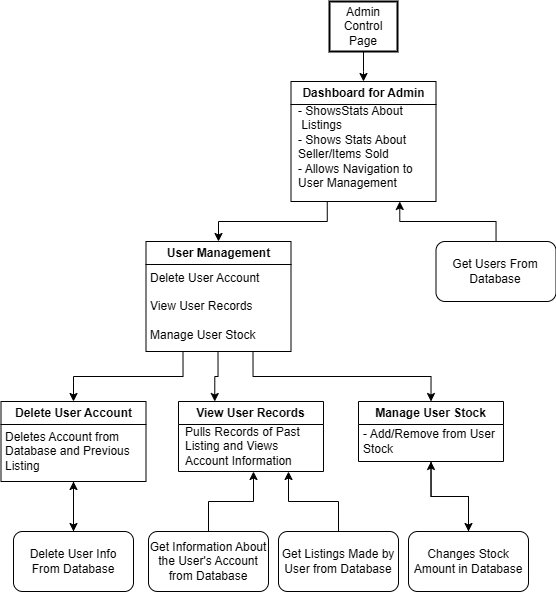 Admin
Control
Page
Dashboard for Admin
- ShowsStats About
Listings
- Shows Stats About
Seller/Items Sold
- Allows Navigation to
User Management
User Management
Delete User Account
View User Records
Manage User Stock
Get Users From
Database
Delete User Account
Deletes Account from
Database and Previous
Listing
View User Records
Pulls Records of Past
Listing and Views
Account Information
Manage User Stock
- Add/Remove from User
Stock
Delete User Info
From Database
Get Information About
the User's Account
from Database
Get Listings Made by
User from Database
Changes Stock
Amount in Database